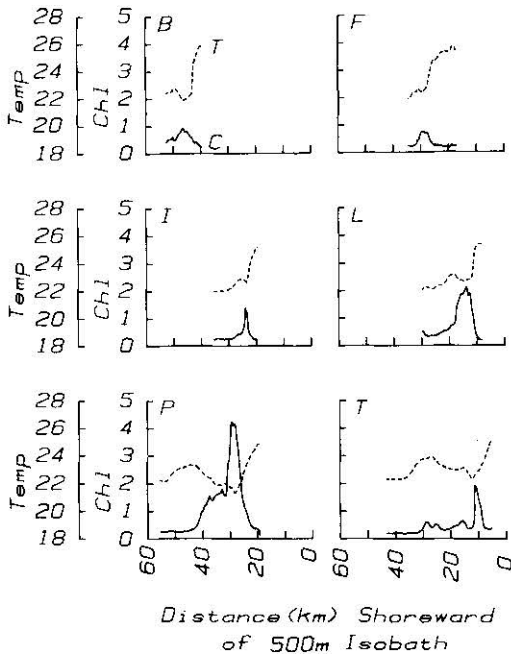 28 5 B T F
26 4
24 3
22 2
20 1 C
18 0
Temp Chl
28 5 I L
26 4
24 3
22 2
20 1
18 0
Temp Chl
28 5 P T
26 4
24 3
22 2
20 1
18 0
Temp Chl
60 40 20 0 40 20 0
Distance (km) Shoreward
of 500m Isobath